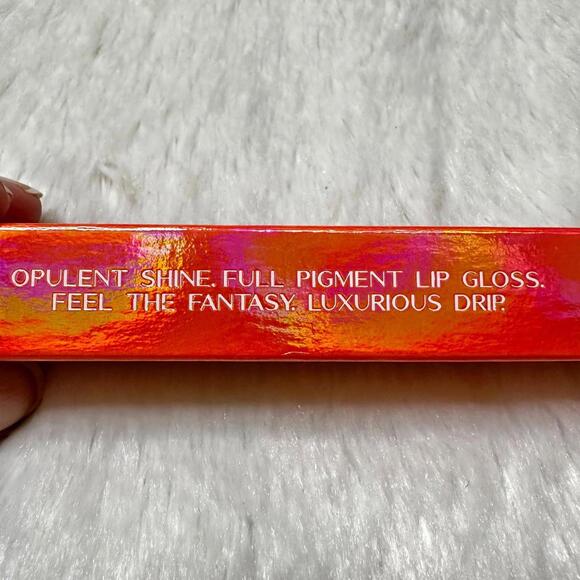 OPULENT SHINE. FULL PIGMENT LIP GLOSS.
FEEL THE FANTASY. LUXURIOUS DRIP.